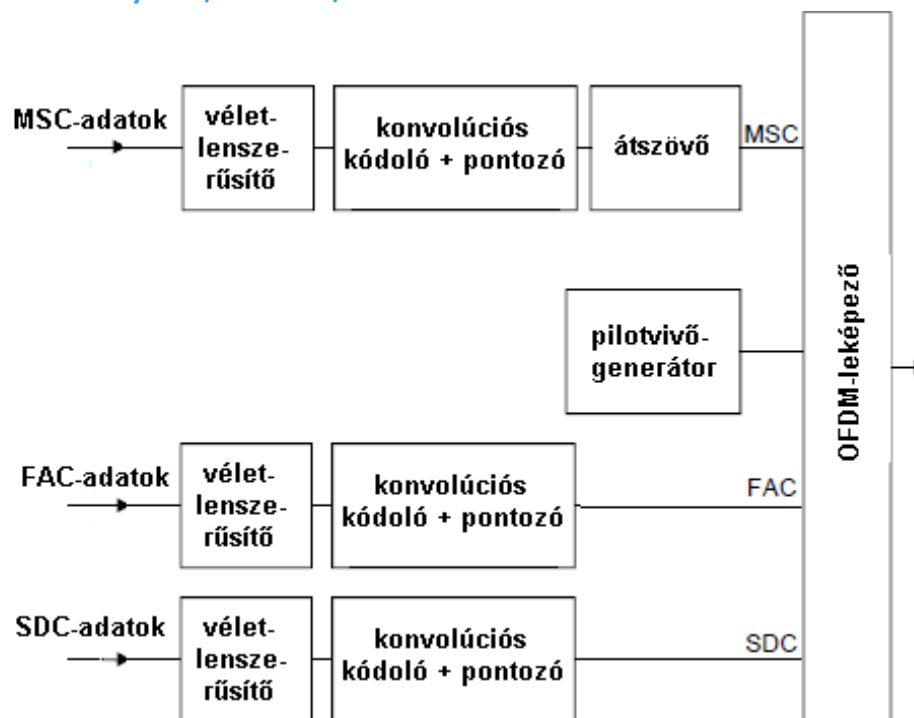 MSC-adatok
vélet-
lensze-
rűsítő
konvolúciós
kódoló + pontozó
átszövő
MSC
pilotvivő-
generátor
OFDM-leképező
FAC-adatok
vélet-
lensze-
rűsítő
konvolúciós
kódoló + pontozó
FAC
SDC-adatok
vélet-
lensze-
rűsítő
konvolúciós
kódoló + pontozó
SDC